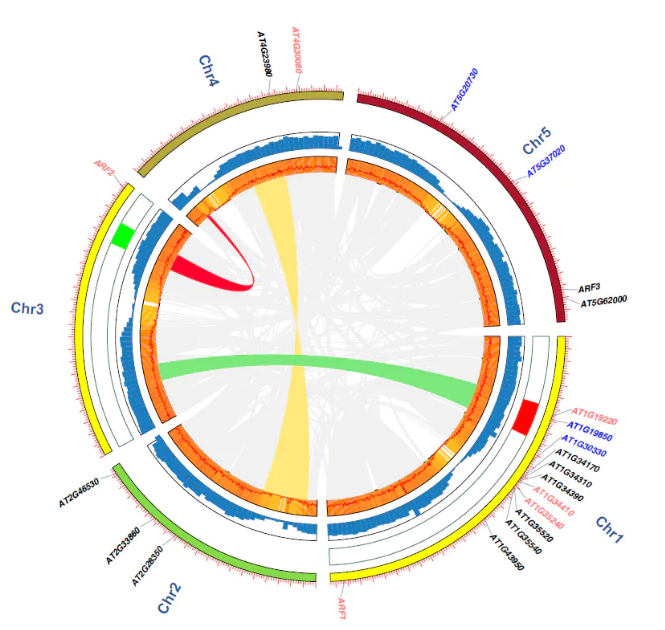 Chr4
AT4G23980
AT4G30080
AT5G20730
Chr5
AT5G37020
ARF3
AT5G62000
AT1G19220
AT1G19850
AT1G30330
AT1G34170
AT1G34310
AT1G34390
AT1G34410
AT1G35240
AT1G35520
AT1G35540
AT1G43950
Chr1
ARF1
Chr2
AT2G28350
AT2G33860
AT2G46530
Chr3
ARF2